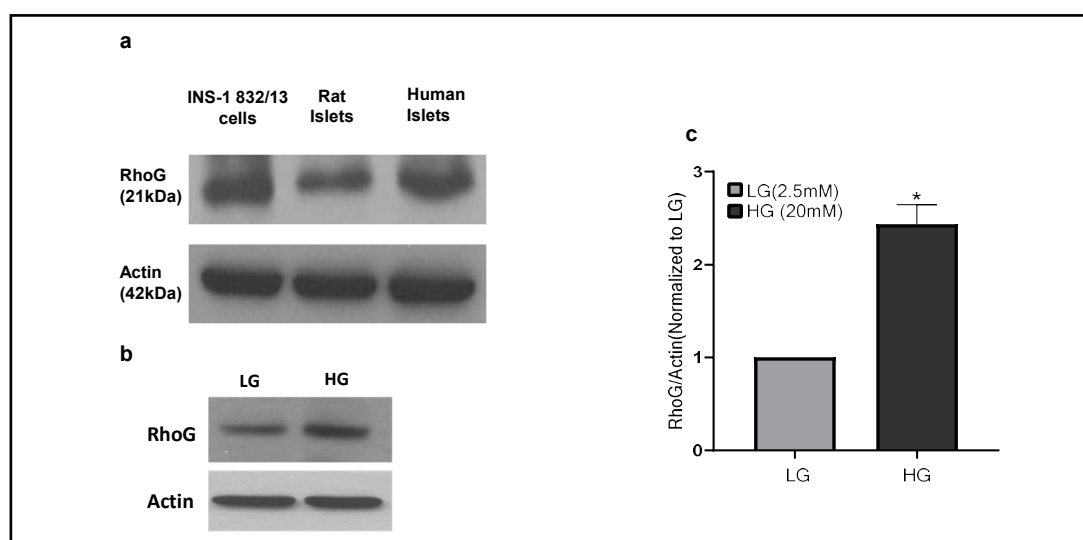 a
INS-1 832/13
cells
Rat
Islets
Human
Islets
RhoG
(21kDa)
Actin
(42kDa)
b
LG
HG
RhoG
Actin
c
RhoG/Actin(Normalized to LG)
3
2
1
0
LG(2.5mM)
HG (20mM)
*
LG
HG